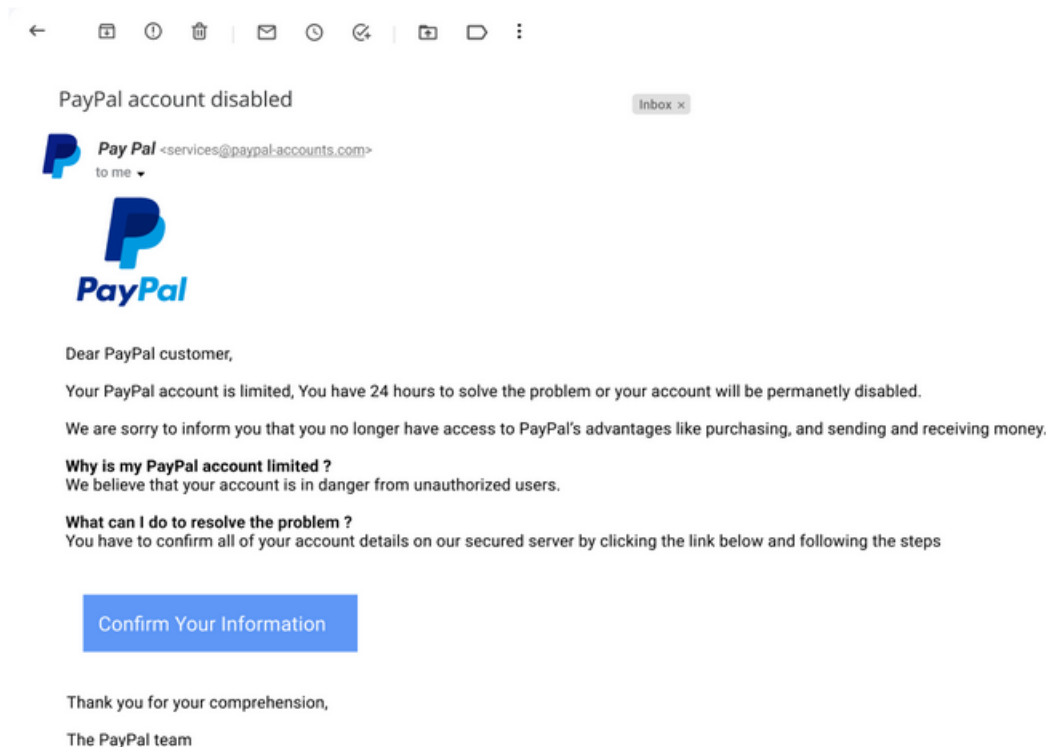 PayPal account disabled
Inbox ×
Pay Pal <services@paypal-accounts.com>
to me
PayPal
Dear PayPal customer,
Your PayPal account is limited, You have 24 hours to solve the problem or your account will be permanetly disabled.
We are sorry to inform you that you no longer have access to PayPal's advantages like purchasing, and sending and receiving money.
Why is my PayPal account limited ?
We believe that your account is in danger from unauthorized users.
What can I do to resolve the problem ?
You have to confirm all of your account details on our secured server by clicking the link below and following the steps
Confirm Your Information
Thank you for your comprehension,
The PayPal team